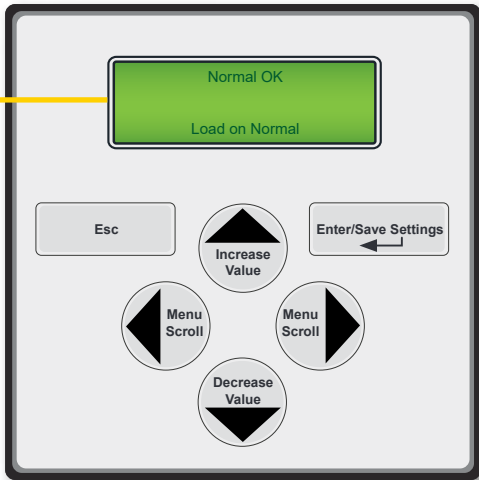 Normal OK
Load on Normal
Esc
Increase
Value
Enter/Save Settings
Menu
Scroll
Menu
Scroll
Decrease
Value